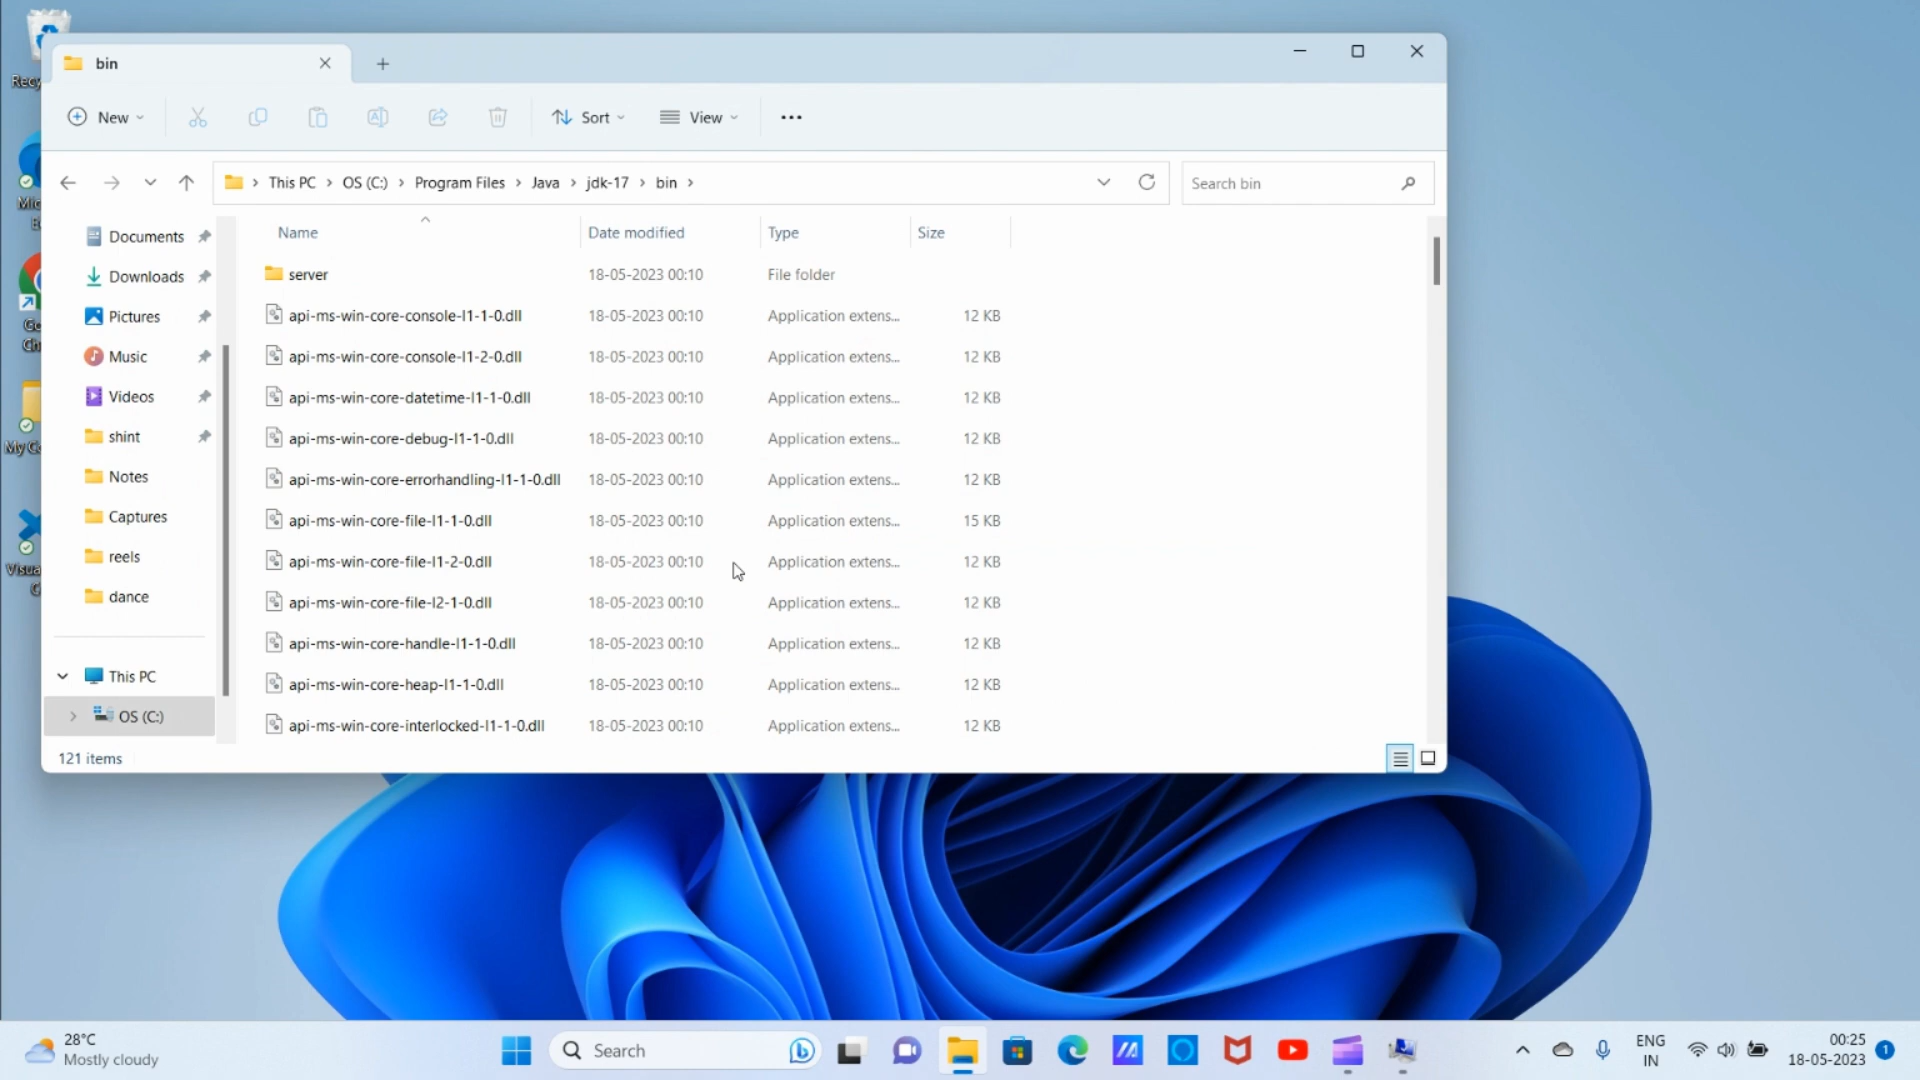 bin
New
Sort
View
This PC
OS (C:)
Program Files
Java
jdk-17
bin
Search bin
Documents
Downloads
Pictures
Music
Videos
shint
Notes
Captures
reels
dance
This PC
OS (C:)
Name Date modified Type Size
server 18-05-2023 00:10 File folder
api-ms-win-core-console-l1-1-0.dll 18-05-2023 00:10 Application extens... 12 KB
api-ms-win-core-console-l1-2-0.dll 18-05-2023 00:10 Application extens... 12 KB
api-ms-win-core-datetime-l1-1-0.dll 18-05-2023 00:10 Application extens... 12 KB
api-ms-win-core-debug-l1-1-0.dll 18-05-2023 00:10 Application extens... 12 KB
api-ms-win-core-errorhandling-l1-1-0.dll 18-05-2023 00:10 Application extens... 12 KB
api-ms-win-core-file-l1-1-0.dll 18-05-2023 00:10 Application extens... 15 KB
api-ms-win-core-file-l1-2-0.dll 18-05-2023 00:10 Application extens... 12 KB
api-ms-win-core-file-l2-1-0.dll 18-05-2023 00:10 Application extens... 12 KB
api-ms-win-core-handle-l1-1-0.dll 18-05-2023 00:10 Application extens... 12 KB
api-ms-win-core-heap-l1-1-0.dll 18-05-2023 00:10 Application extens... 12 KB
api-ms-win-core-interlocked-l1-1-0.dll 18-05-2023 00:10 Application extens... 12 KB
121 items
28°C
Mostly cloudy
Search
ENG
IN
00:25
18-05-2023
1